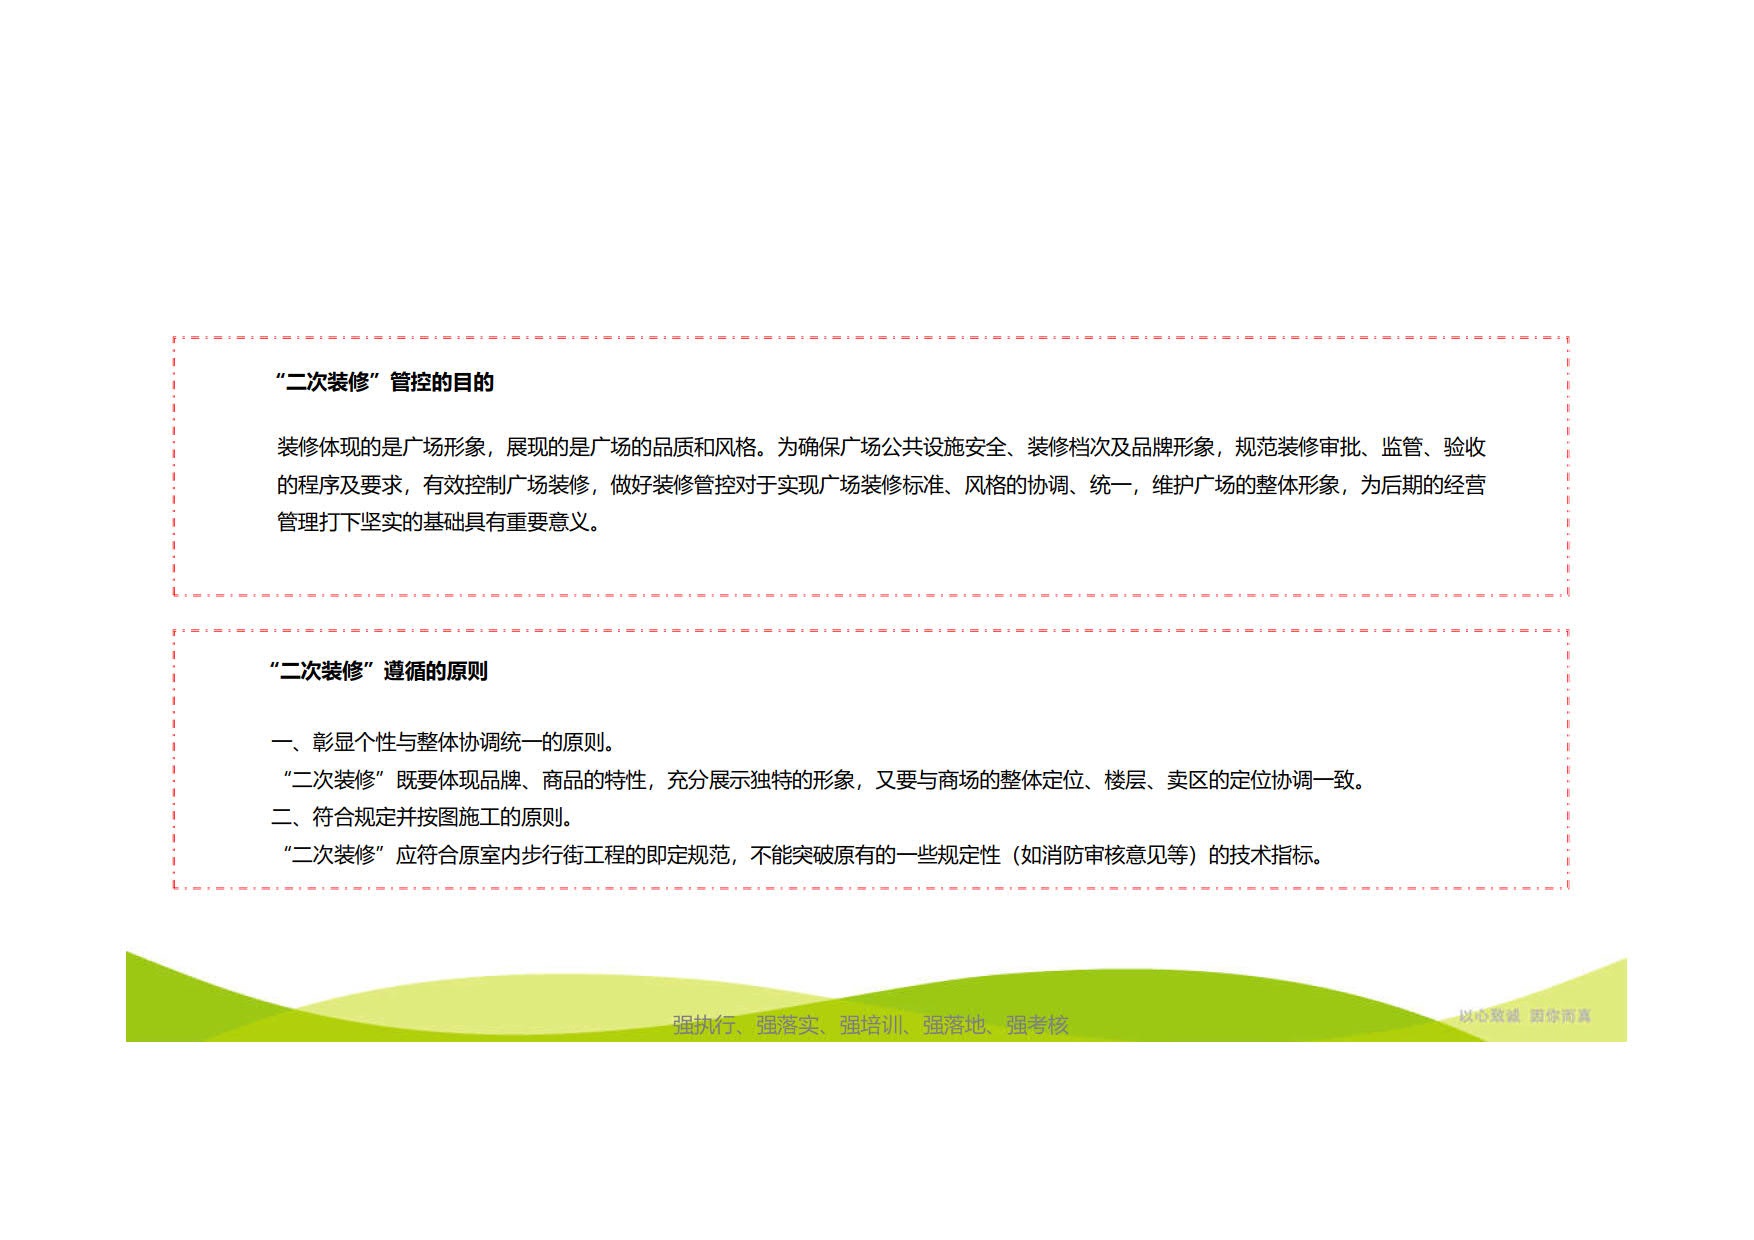 “二次装修”管控的目的
装修体现的是广场形象，展现的是广场的品质和风格。为确保广场公共设施安全、装修档次及品牌形象，规范装修审批、监管、验收
的程序及要求，有效控制广场装修，做好装修管控对于实现广场装修标准、风格的协调、统一，维护广场的整体形象，为后期的经营
管理打下坚实的基础具有重要意义。
“二次装修”遵循的原则
一、彰显个性与整体协调统一的原则。
“二次装修”既要体现品牌、商品的特性，充分展示独特的形象，又要与商场的整体定位、楼层、卖区的定位协调一致。
二、符合规定并按图施工的原则。
“二次装修”应符合原室内步行街工程的即定规范，不能突破原有的一些规定性（如消防审核意见等）的技术指标。
强执行、强落实、强培训、强落地、强考核
以心致诚 因你而真